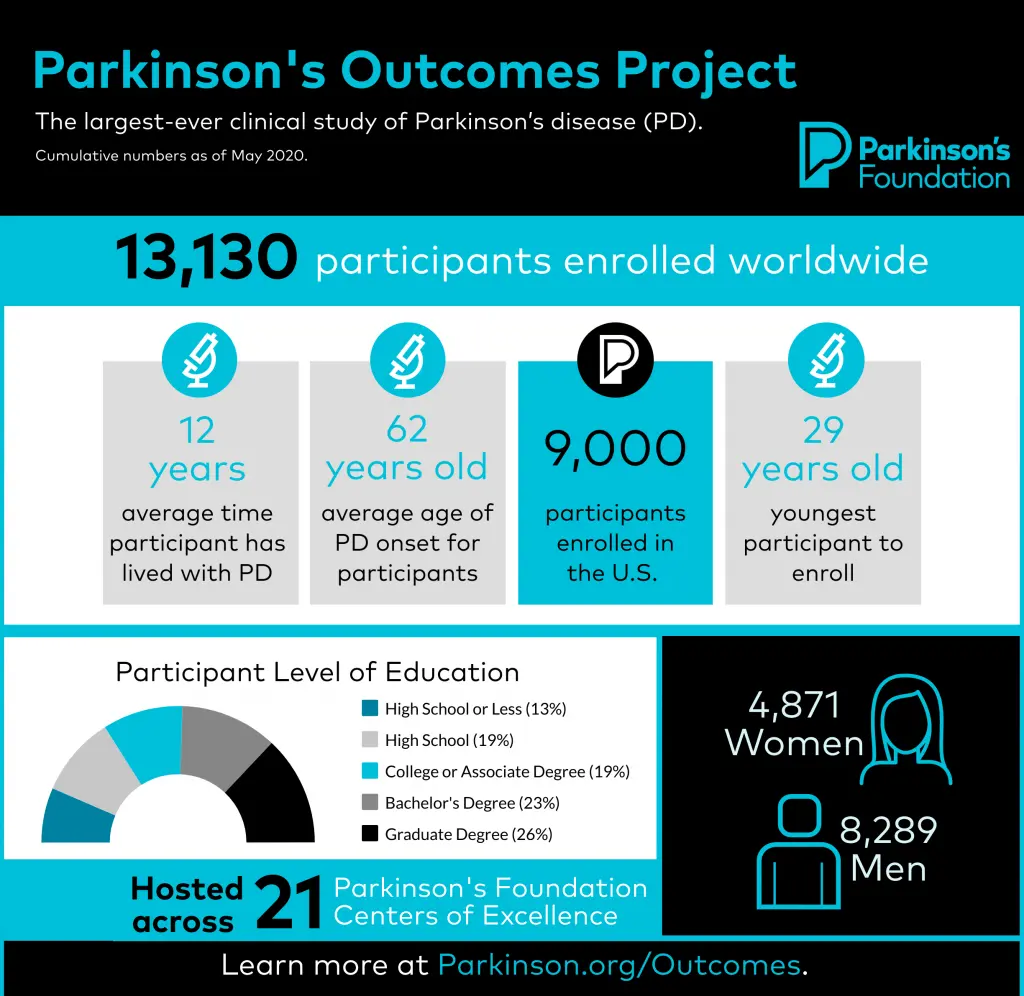 Parkinson's Outcomes Project
The largest-ever clinical study of Parkinson’s disease (PD).
Cumulative numbers as of May 2020.
Parkinson's
Foundation
13,130 participants enrolled worldwide
12
years
average time
participant has
lived with PD
62
years old
average age of
PD onset for
participants
9,000
participants
enrolled in
the U.S.
29
years old
youngest
participant to
enroll
Participant Level of Education
High School or Less (13%)
High School (19%)
College or Associate Degree (19%)
Bachelor's Degree (23%)
Graduate Degree (26%)
4,871
Women
8,289
Men
Hosted
across
21
Parkinson's Foundation
Centers of Excellence
Learn more at Parkinson.org/Outcomes.